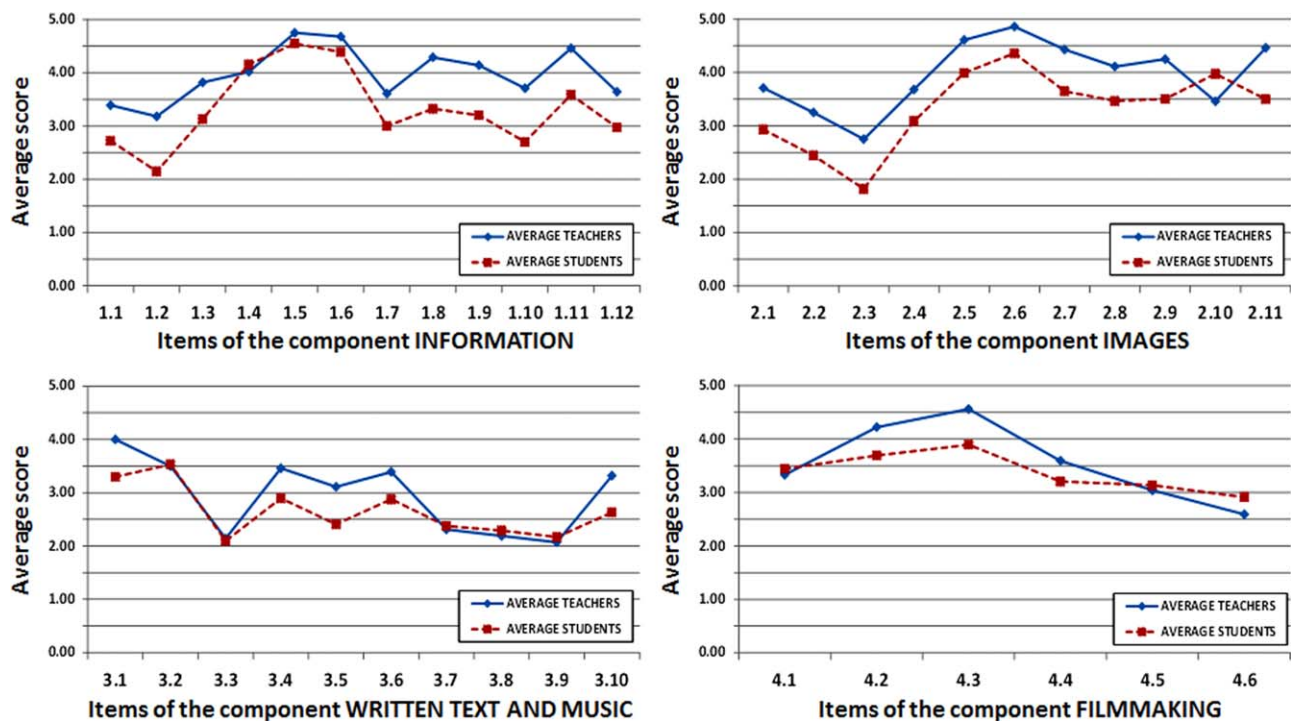 5.00
4.00
3.00
2.00
1.00
0.00
Average score
AVERAGE TEACHERS
AVERAGE STUDENTS
1.1 1.2 1.3 1.4 1.5 1.6 1.7 1.8 1.9 1.10 1.11 1.12
Items of the component INFORMATION
5.00
4.00
3.00
2.00
1.00
0.00
Average score
AVERAGE TEACHERS
AVERAGE STUDENTS
2.1 2.2 2.3 2.4 2.5 2.6 2.7 2.8 2.9 2.10 2.11
Items of the component IMAGES
5.00
4.00
3.00
2.00
1.00
0.00
Average score
AVERAGE TEACHERS
AVERAGE STUDENTS
3.1 3.2 3.3 3.4 3.5 3.6 3.7 3.8 3.9 3.10
Items of the component WRITTEN TEXT AND MUSIC
5.00
4.00
3.00
2.00
1.00
0.00
Average score
AVERAGE TEACHERS
AVERAGE STUDENTS
4.1 4.2 4.3 4.4 4.5 4.6
Items of the component FILMMAKING